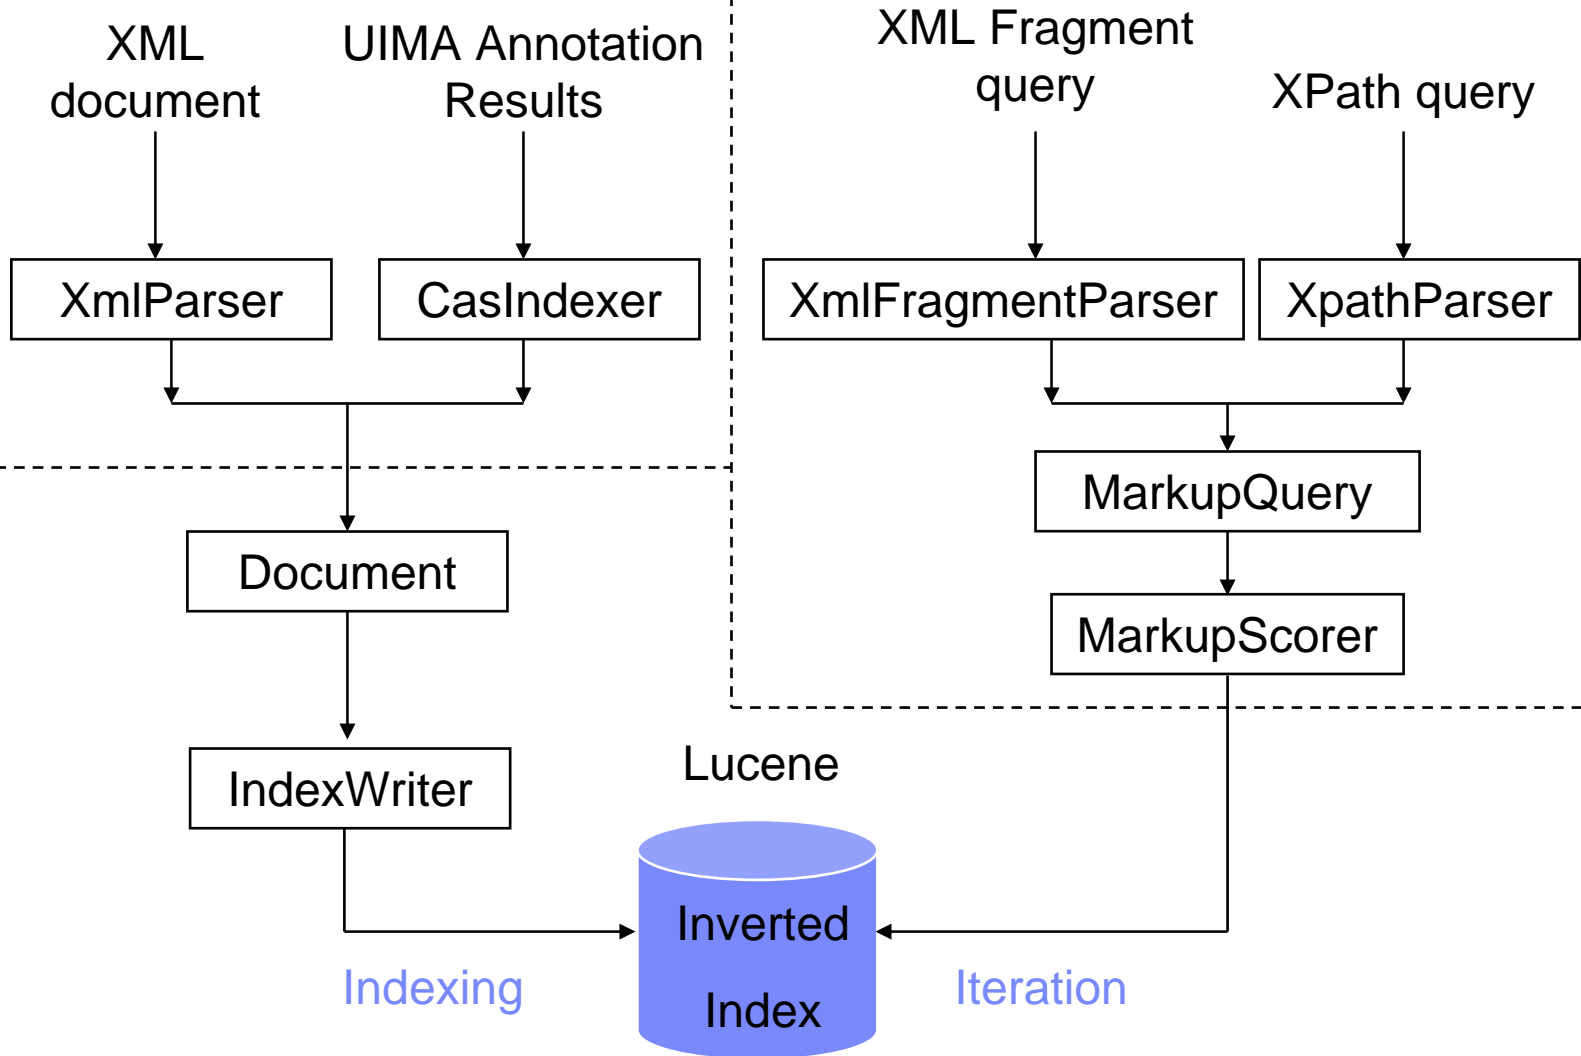 XML
document
UIMA Annotation
Results
XML Fragment
query
XPath query
XmlParser
CasIndexer
XmlFragmentParser
XpathParser
MarkupQuery
Document
MarkupScorer
IndexWriter
Lucene
Inverted
Index
Indexing
Iteration